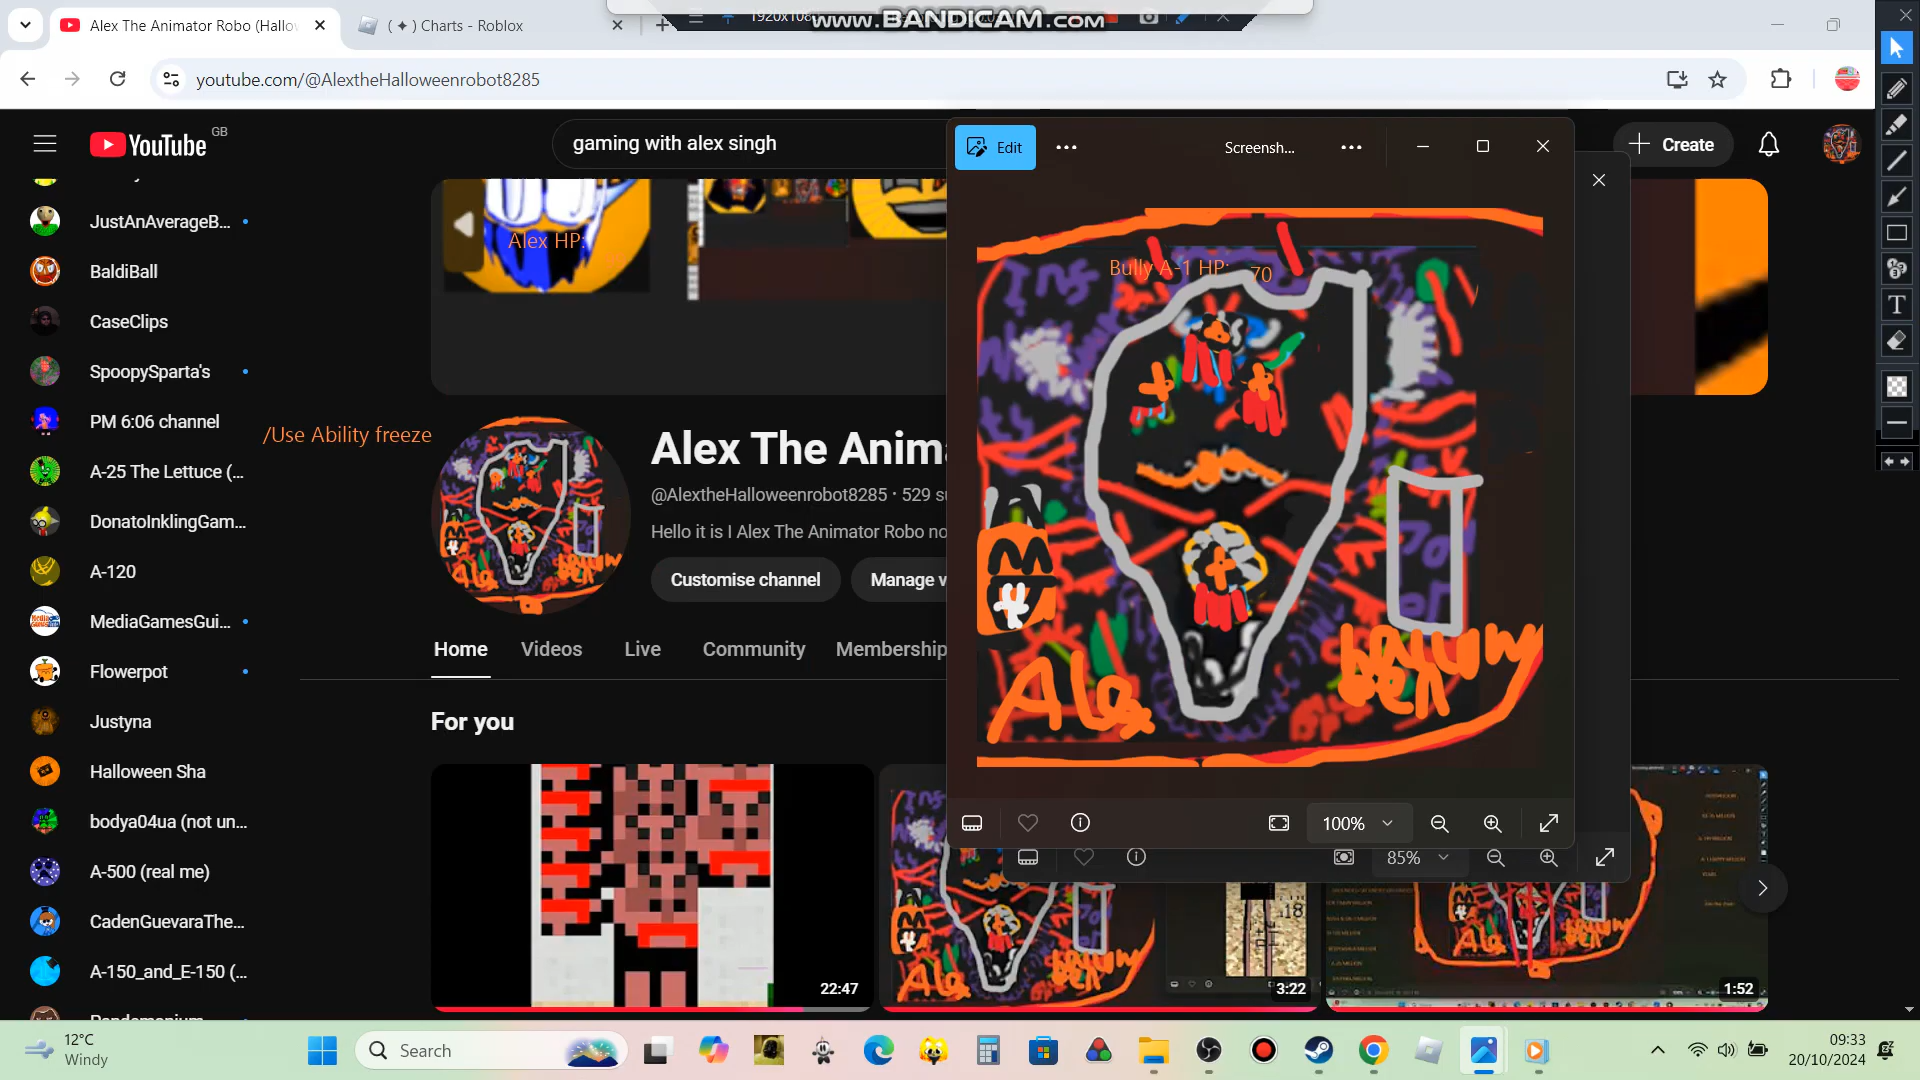 Alex The Animator Robo (Hallo
( ✦ ) Charts - Roblox
1920x108
www.BANDICAM.com
youtube.com/@AlextheHalloweenrobot8285
YouTube GB
gaming with alex singh
Edit
Screensh...
Create
JustAnAverageB...
BaldiBall
CaseClips
SpoopySparta's
PM 6:06 channel
A-25 The Lettuce (...
DonatoInklingGam...
A-120
MediaGamesGui...
Flowerpot
Justyna
Halloween Sha
bodya04ua (not un...
A-500 (real me)
CadenGuevaraThe...
A-150_and_E-150 (...
Alex HP:
Bully A-1 HP: 70
/Use Ability freeze
Alex The Anima
@AlextheHalloweenrobot8285 · 529 su
Hello it is I Alex The Animator Robo no
Customise channel
Manage v
Home
Videos
Live
Community
Membership
For you
Alex
100%
85%
22:47
3:22
1:52
12°C
Windy
Search
09:33
20/10/2024